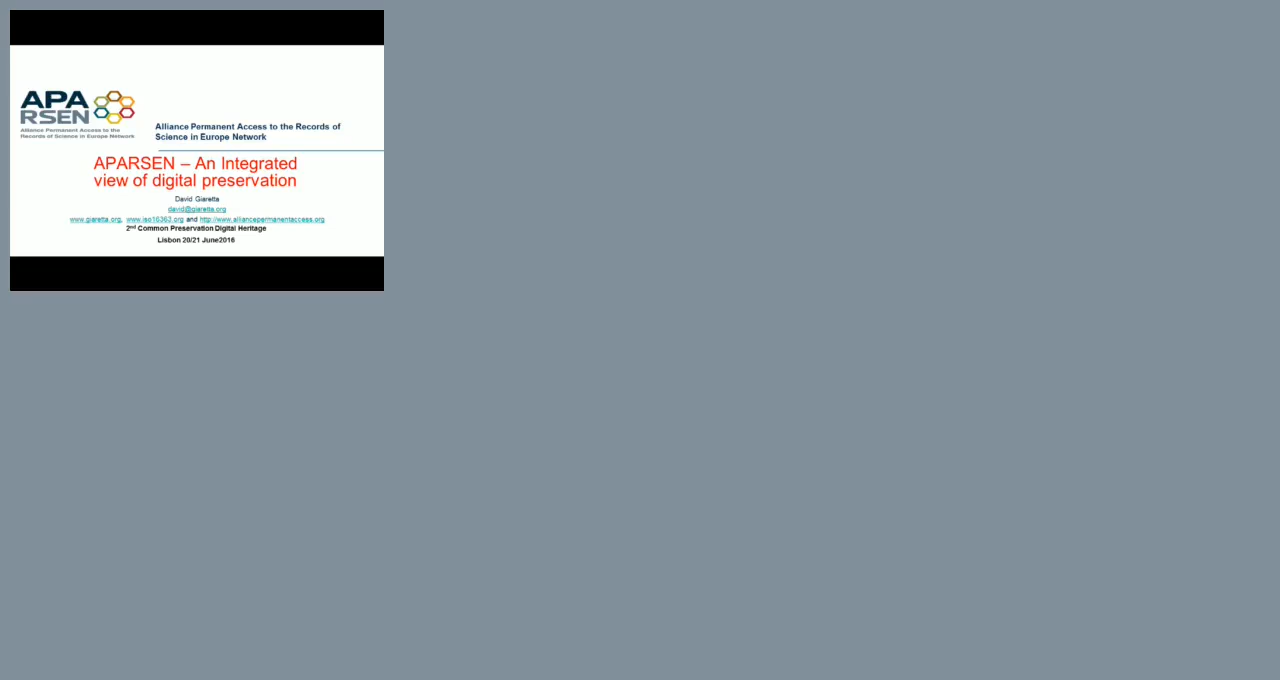 APA
RSEN
Alliance Permanent Access to the
Records of Science in Europe Network
Alliance Permanent Access to the Records of
Science in Europe Network
APARSEN – An Integrated
view of digital preservation
David Giaretta
david@giaretta.org
www.giaretta.org, www.iso16363.org and http://www.alliancepermanentaccess.org
2nd Common Preservation Digital Heritage
Lisbon 20/21 June2016